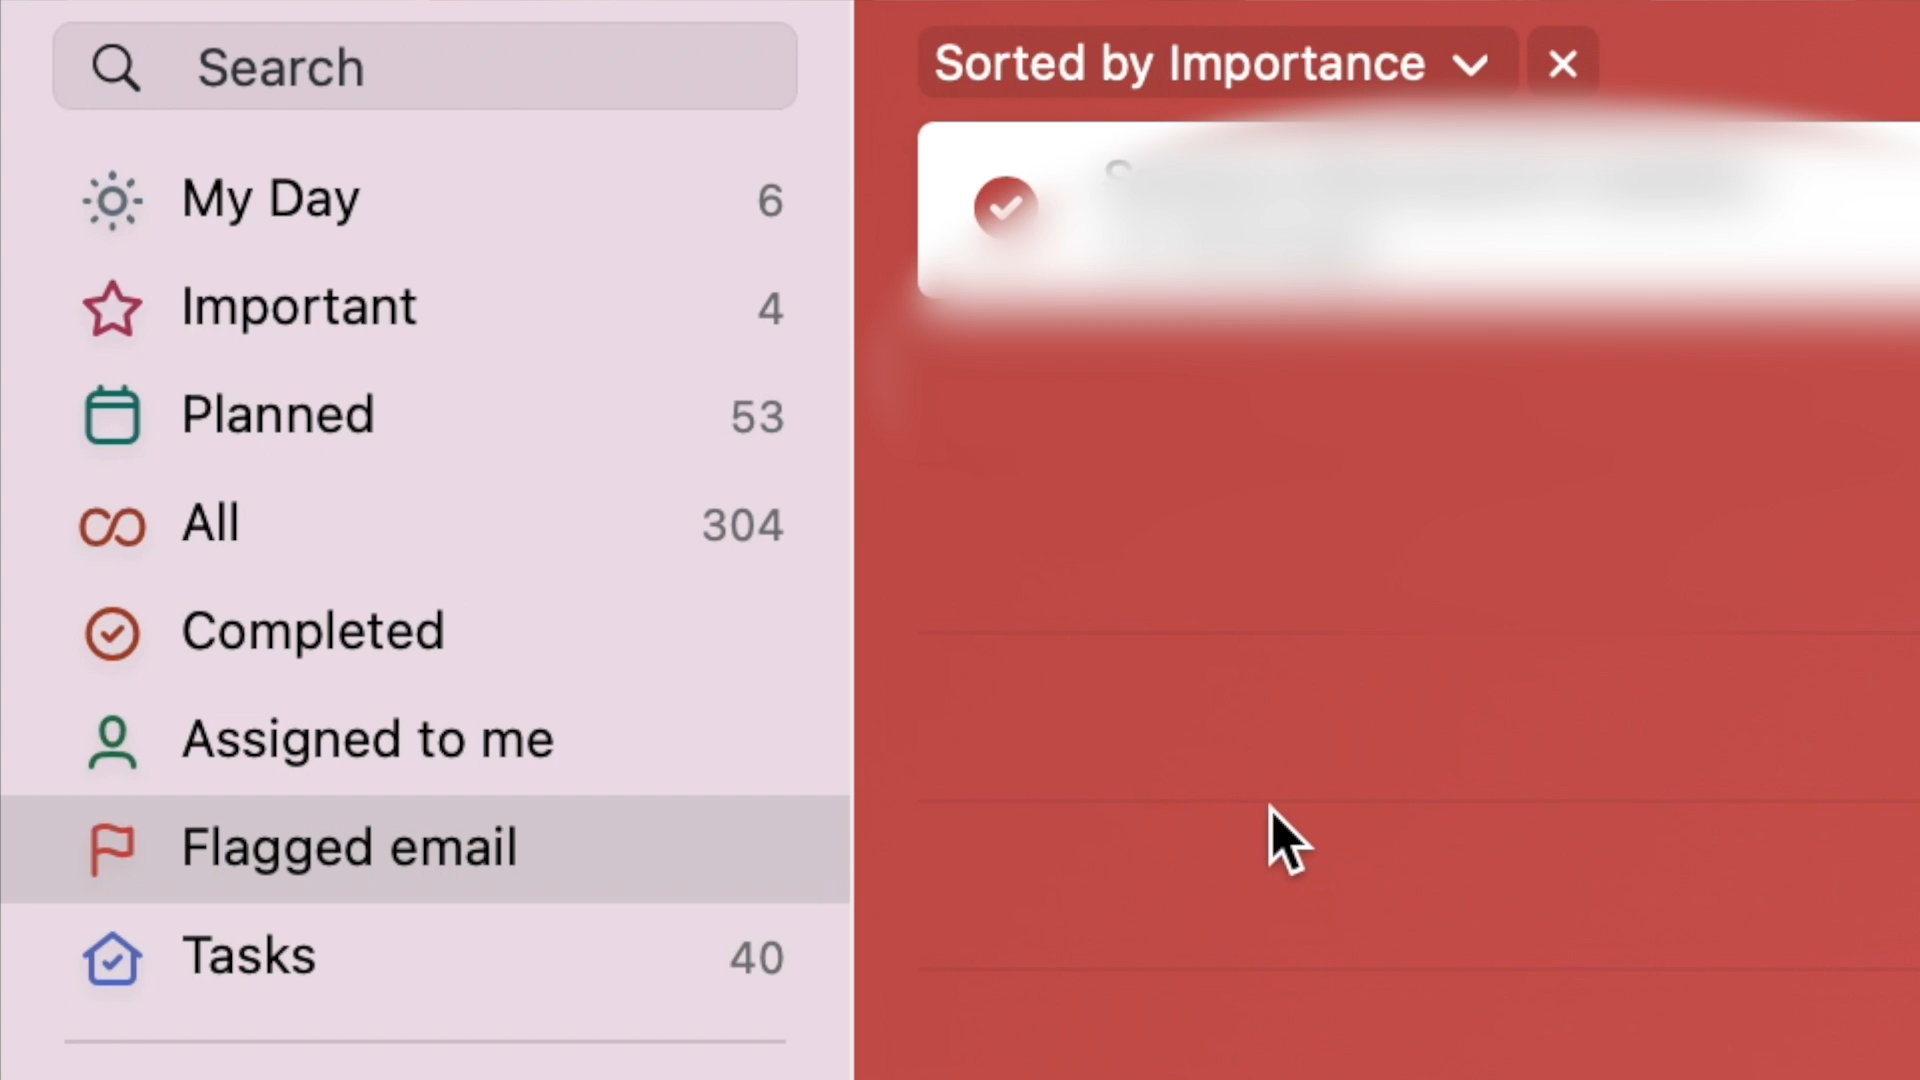 Search
My Day 6
Important 4
Planned 53
All 304
Completed
Assigned to me
Flagged email
Tasks 40
Sorted by Importance